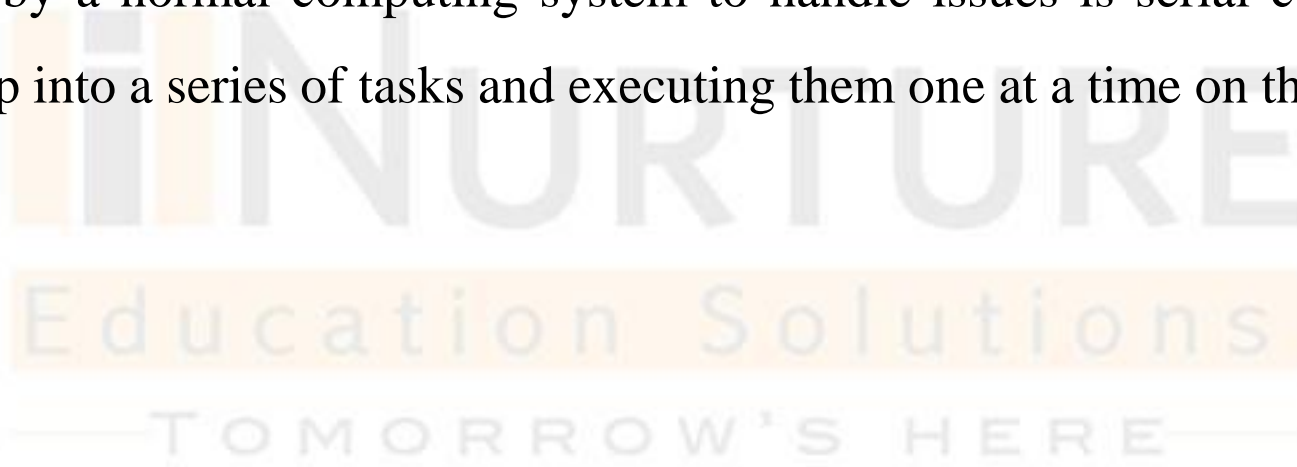 by a normal computing system to handle issues is serial
p into a series of tasks and executing them one at a time on th
iNURTURE
Education Solutions
TOMORROW'S HERE